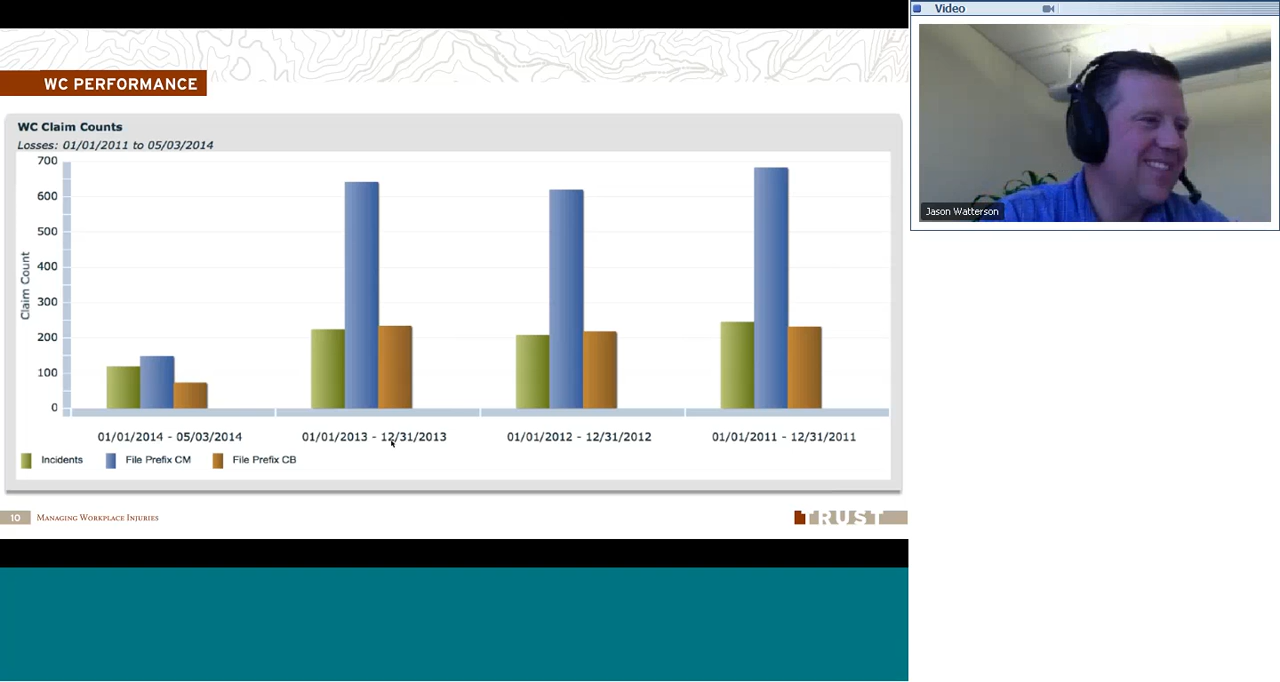 WC PERFORMANCE
WC Claim Counts
Losses: 01/01/2011 to 05/03/2014
700
600
500
400
300
200
100
0
Claim Count
01/01/2014 - 05/03/2014
01/01/2013 - 12/31/2013
01/01/2012 - 12/31/2012
01/01/2011 - 12/31/2011
Incidents
File Prefix CM
File Prefix CB
10 MANAGING WORKPLACE INJURIES
TRUST
Video
Jason Watterson